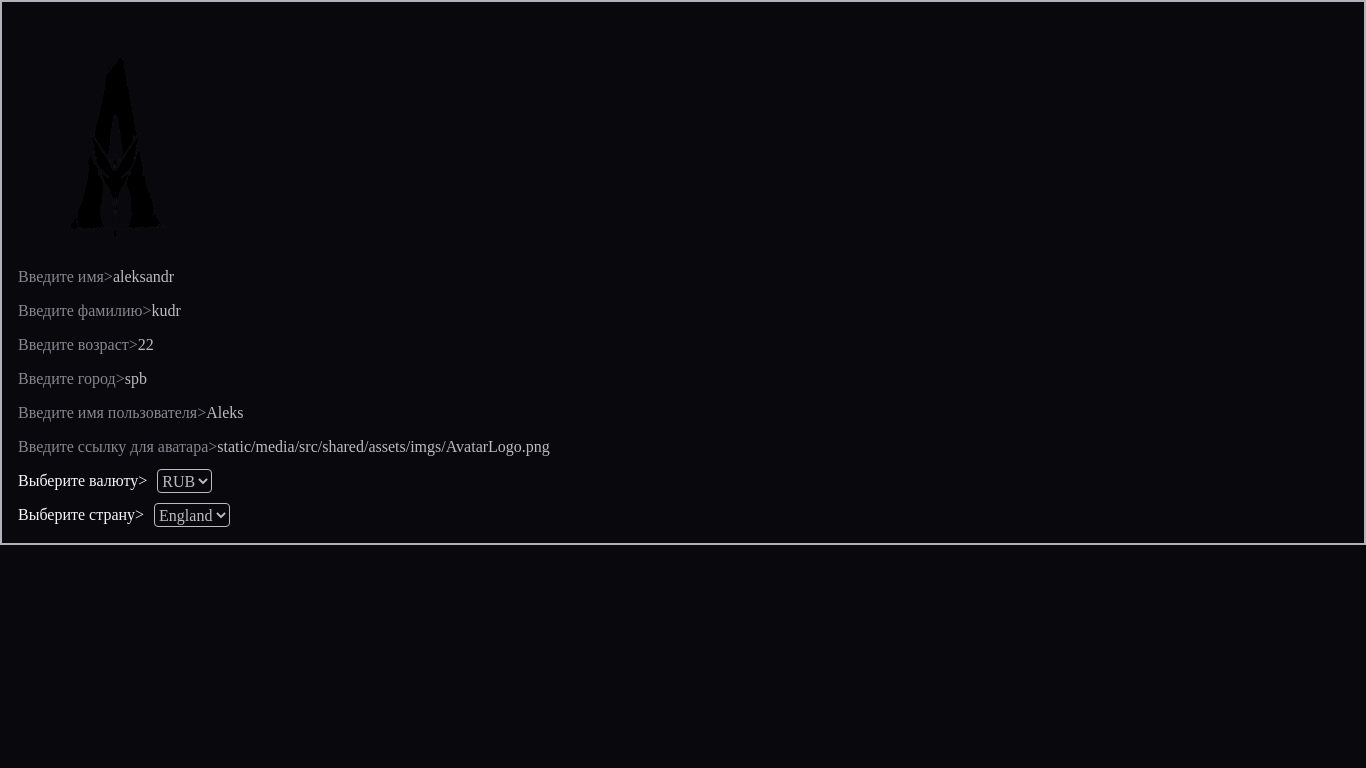 Введите имя>aleksandr
Введите фамилию>kudr
Введите возраст>22
Введите город>spb
Введите имя пользователя>Aleks
Введите ссылку для аватара>static/media/src/shared/assets/imgs/AvatarLogo.png
Выберите валюту> RUB
Выберите страну> England